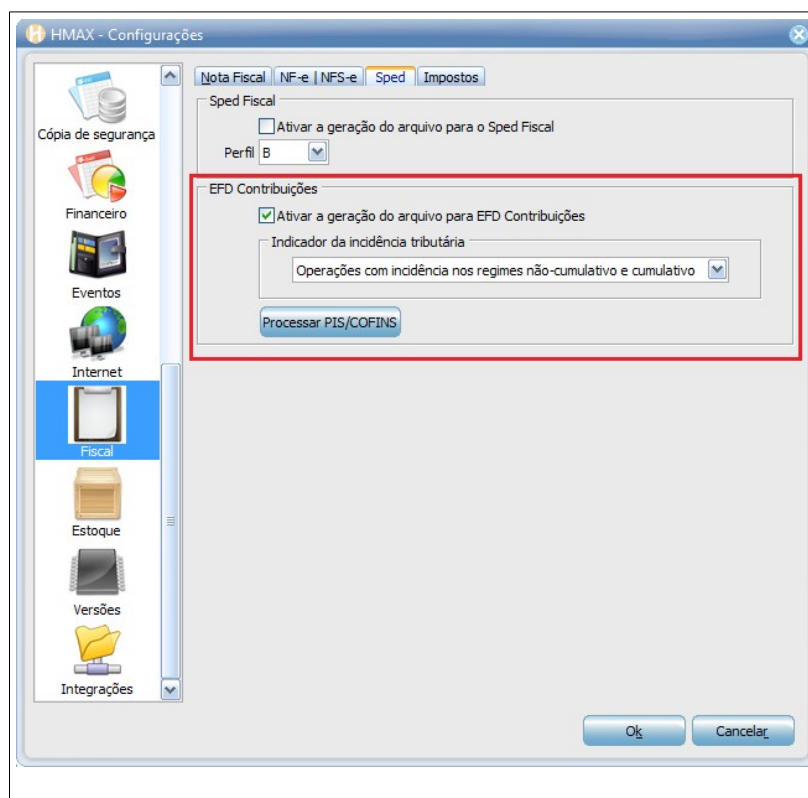 HMAX - Configurações
Cópia de segurança
Financeiro
Eventos
Internet
Fiscal
Estoque
Versões
Integrações
Nota Fiscal NF-e | NFS-e Sped Impostos
Sped Fiscal
Ativar a geração do arquivo para o Sped Fiscal
Perfil B
EFD Contribuições
Ativar a geração do arquivo para EFD Contribuições
Indicador da incidência tributária
Operações com incidência nos regimes não-cumulativo e cumulativo
Processar PIS/COFINS
Ok Cancelar